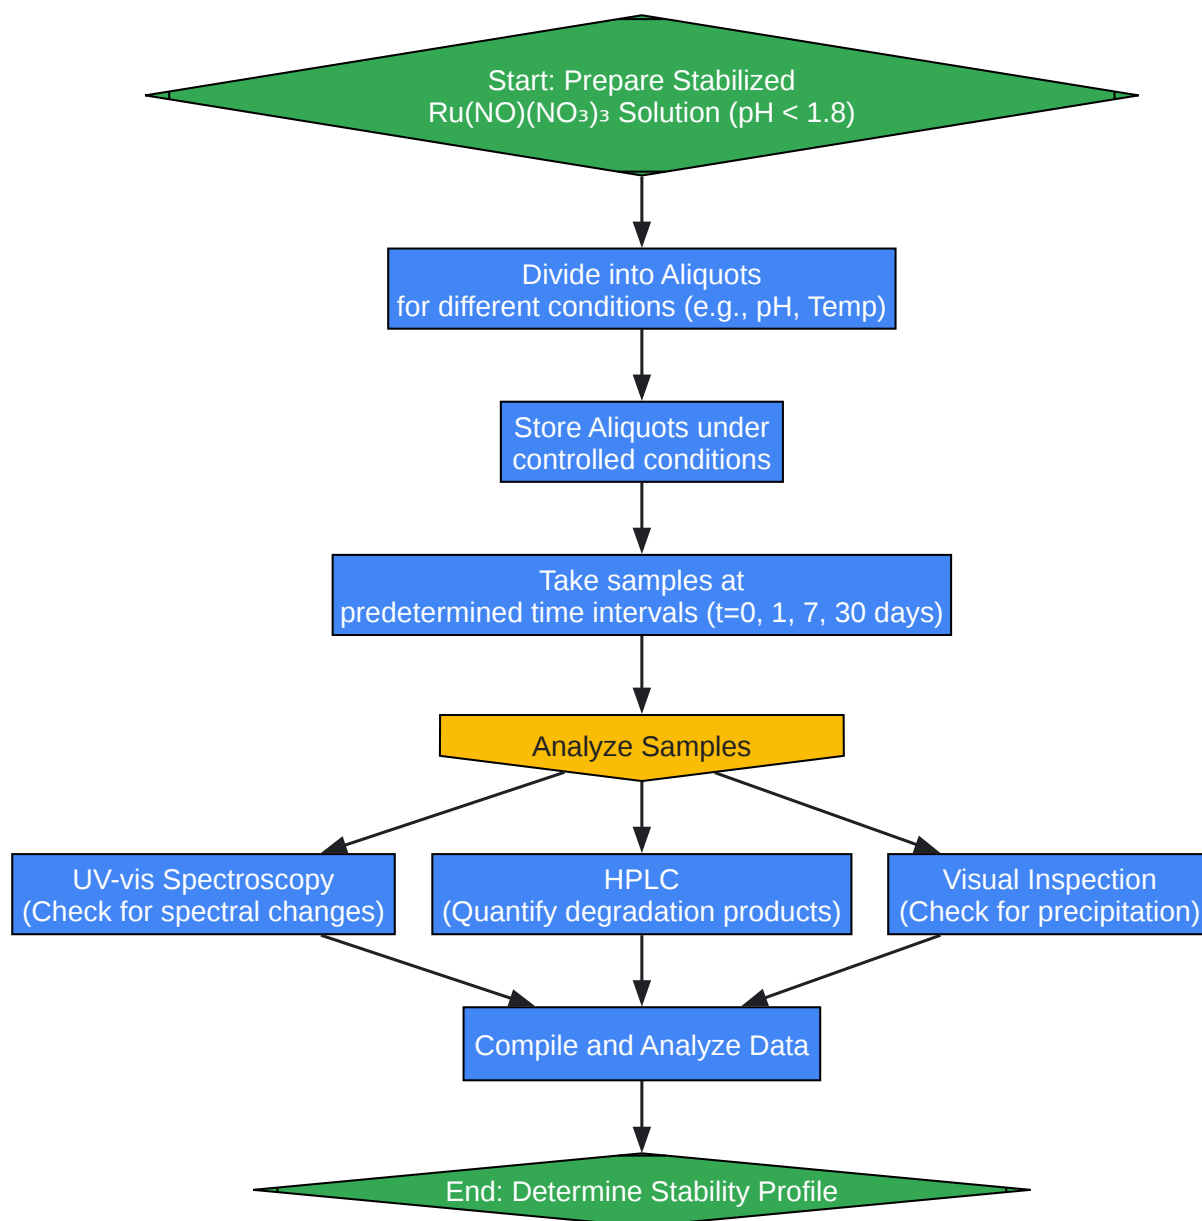 Start: Prepare Stabilized
Ru(NO)(NO₃)₃ Solution (pH < 1.8)
Divide into Aliquots
for different conditions (e.g., pH, Temp)
Store Aliquots under
controlled conditions
Take samples at
predetermined time intervals (t=0, 1, 7, 30 days)
Analyze Samples
UV-vis Spectroscopy
(Check for spectral changes)
HPLC
(Quantify degradation products)
Visual Inspection
(Check for precipitation)
Compile and Analyze Data
End: Determine Stability Profile